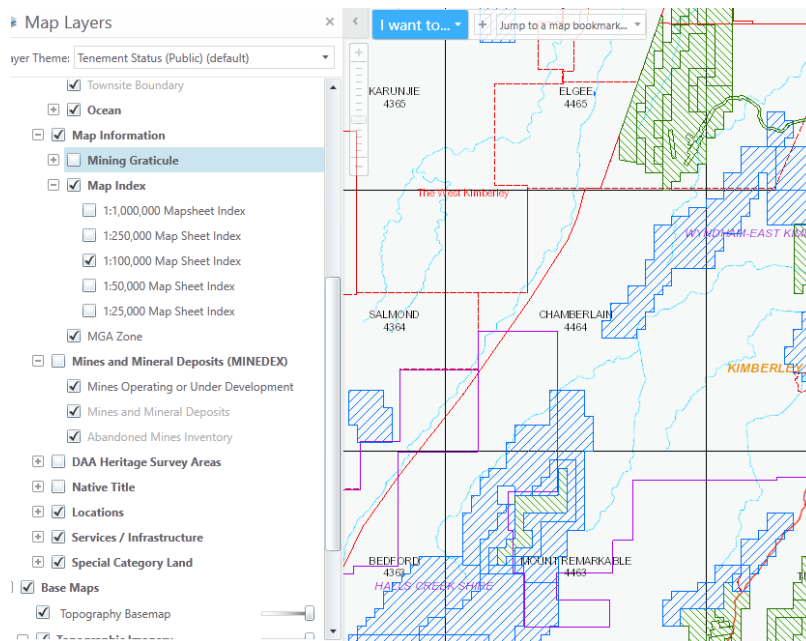 Map Layers
ayer Theme: Tenement Status (Public) (default)
Townsite Boundary
Ocean
Map Information
Mining Graticule
Map Index
1:1,000,000 Mapsheet Index
1:250,000 Map Sheet Index
1:100,000 Map Sheet Index
1:50,000 Map Sheet Index
1:25,000 Map Sheet Index
MGA Zone
Mines and Mineral Deposits (MINEDEX)
Mines Operating or Under Development
Mines and Mineral Deposits
Abandoned Mines Inventory
DAA Heritage Survey Areas
Native Title
Locations
Services / Infrastructure
Special Category Land
Base Maps
Topography Basemap
Topographic Imagery
I want to...
Jump to a map bookmark...
KARUNJIE
4365
ELGEE
4465
The West Kimberley
WYNDHAM-EAST KIM
SALMOND
4364
CHAMBERLAIN
4464
KIMBERLEY
BEDFORD
4363
HALLS CREEK SHIRE
MOUNT REMARKABLE
4463